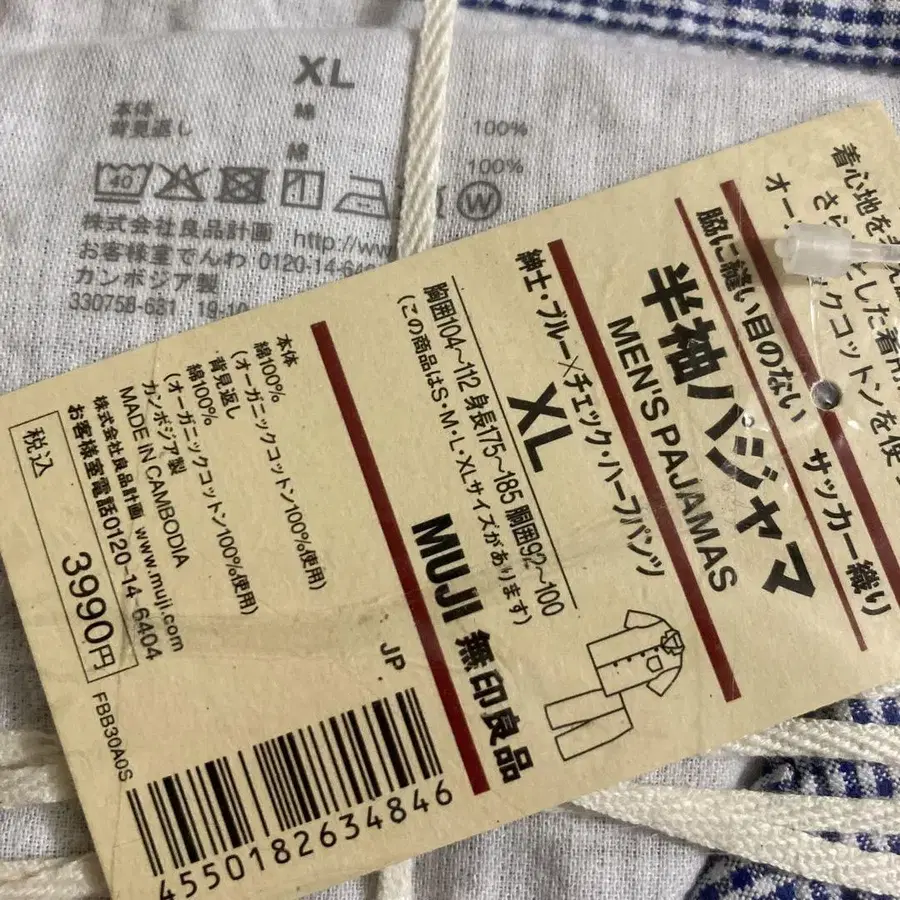 XL
本体 綿 100%
背見返し 綿 100%
40
W
株式会社良品計画 http://ww
お客様室でんわ 0120-14-640
カンボジア製
330758-631 19-10
着心地を
さら とした着用
オー クコットンを使
脇に縫い目のない サッカー織り
半袖パジャマ
MEN'S PAJAMAS
紳士・ブルー×チェック・ハーフパンツ
XL
胸囲104〜112 身長175〜185 胴囲92〜100
(この商品はS・M・L・XLサイズがあります)
MUJI 無印良品
本体
綿100%
(オーガニックコットン100%使用)
背見返し
綿100%
(オーガニックコットン100%使用)
カンボジア製
MADE IN CAMBODIA
株式会社良品計画 www.muji.com
お客様室電話0120-14-6404
税込 3990円
JP
FBB30A0S
4550182634846